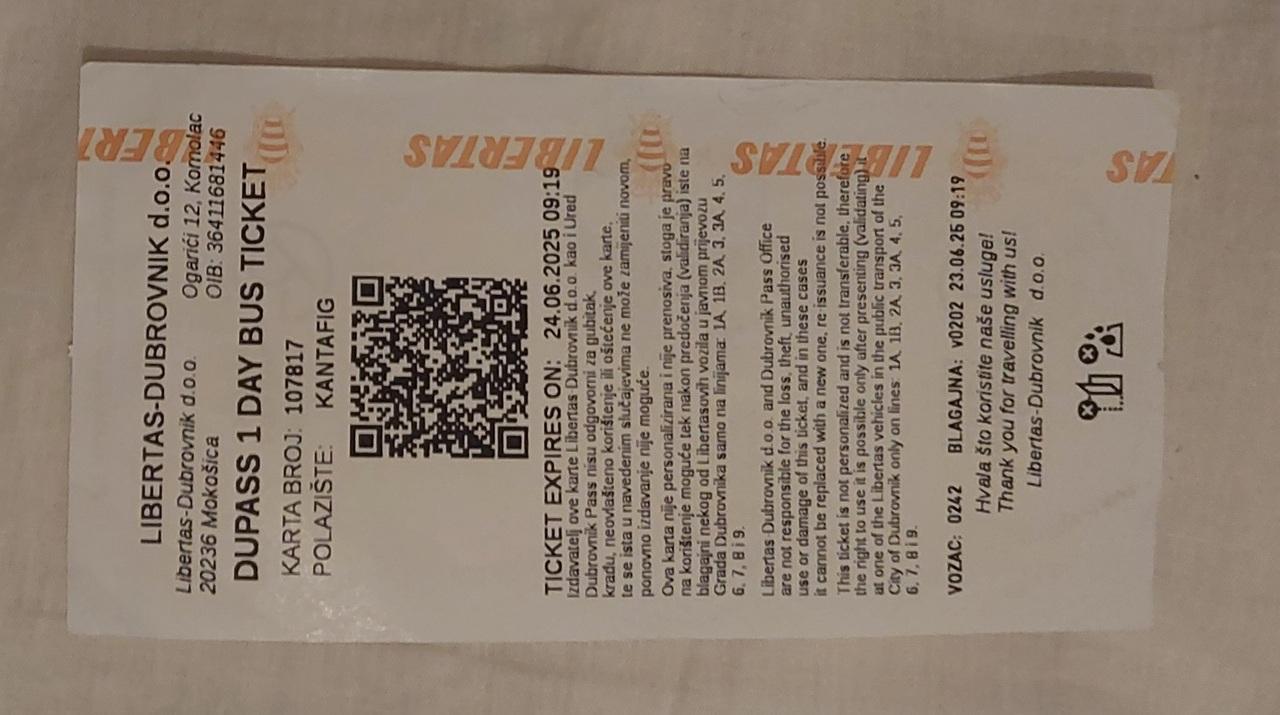 LIBERTAS-DUBROVNIK d.o.o.
Libertas-Dubrovnik d.o.o. Ogarići 12, Komolac
20236 Mokošica OIB: 36411681446
DUPASS 1 DAY BUS TICKET
KARTA BROJ: 107817
POLAZIŠTE: KANTAFIG
TICKET EXPIRES ON: 24.06.2025 09:19
Izdavatelj ove karte Libertas-Dubrovnik d.o.o. kao i Ured
Dubrovnik Pass nisu odgovorni za gubitak,
krađu, neovlašteno korištenje ili oštećenje ove karte,
te se ista u navedenim slučajevima ne može zamijeniti novom,
ponovno izdavanje nije moguće.
Ova karta nije personalizirana i nije prenosiva, stoga je pravo
na korištenje moguće tek nakon predočenja (validiranja) iste na
blagajni nekog od Libertasovih vozila u javnom prijevozu
Grada Dubrovnika samo na linijama: 1A, 1B, 2A, 3, 3A, 4, 5,
6, 7, 8 i 9.
Libertas-Dubrovnik d.o.o. and Dubrovnik Pass Office
are not responsible for the loss, theft, unauthorised
use or damage of this ticket, and in these cases
it cannot be replaced with a new one, re-issuance is not possible.
This ticket is not personalized and is not transferable, therefore
the right to use it is possible only after presenting (validating) it
at one of the Libertas vehicles in the public transport of the
City of Dubrovnik only on lines: 1A, 1B, 2A, 3, 3A, 4, 5,
6, 7, 8 i 9.
VOZAC: 0242 BLAGAJNA: v0202 23.06.25 09:19
Hvala što koristite naše usluge!
Thank you for travelling with us!
Libertas-Dubrovnik d.o.o.
LIBERTAS
LIBERTAS
LIBERTAS
TAS